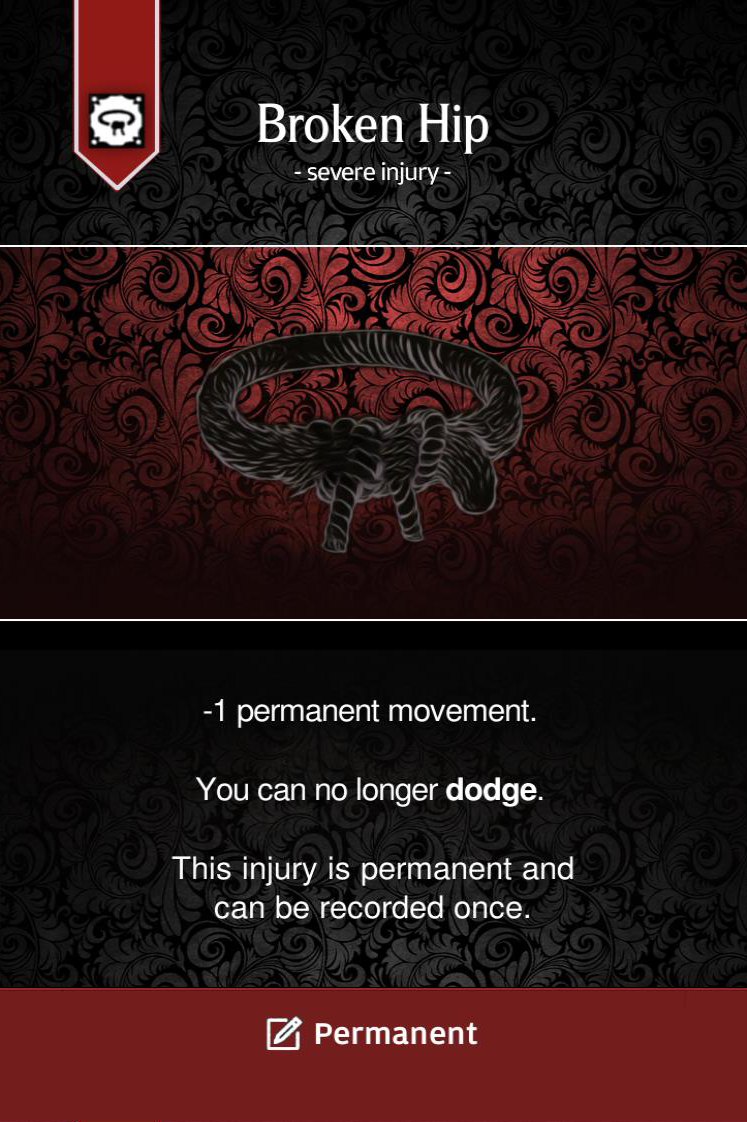 Broken Hip
- severe injury -
-1 permanent movement.
You can no longer dodge.
This injury is permanent and
can be recorded once.
Permanent